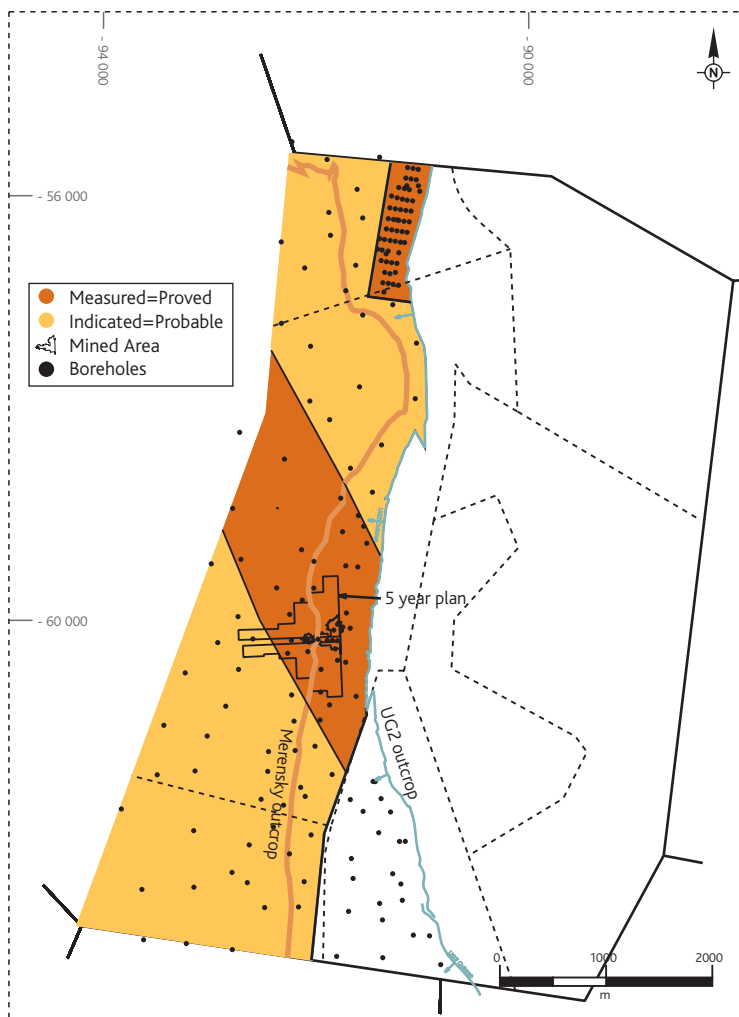 - 94 000
- 90 000
N
- 56 000
Measured=Proved
Indicated=Probable
Mined Area
Boreholes
5 year plan
- 60 000
UG2 outcrop
Merensky outcrop
0
1000
2000
m